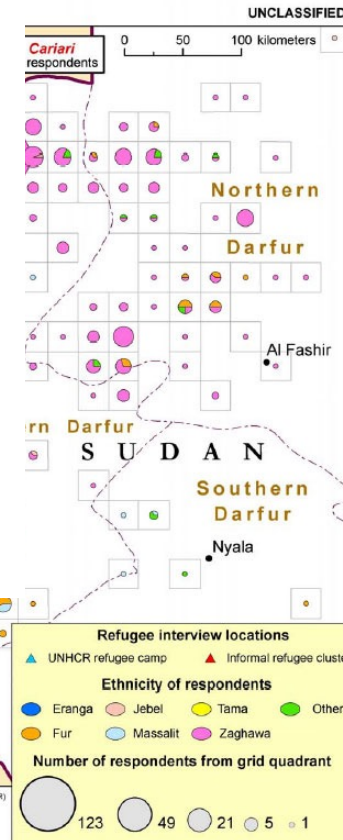 UNCLASSIFIED
Cariari
respondents
0 50 100 kilometers
Northern
Darfur
Al Fashir
rn Darfur
SUDAN
Southern
Darfur
Nyala
Refugee interview locations
UNHCR refugee camp Informal refugee cluste
Ethnicity of respondents
Eranga Jebel Tama Other
Fur Massalit Zaghawa
Number of respondents from grid quadrant
123 49 21 5 1